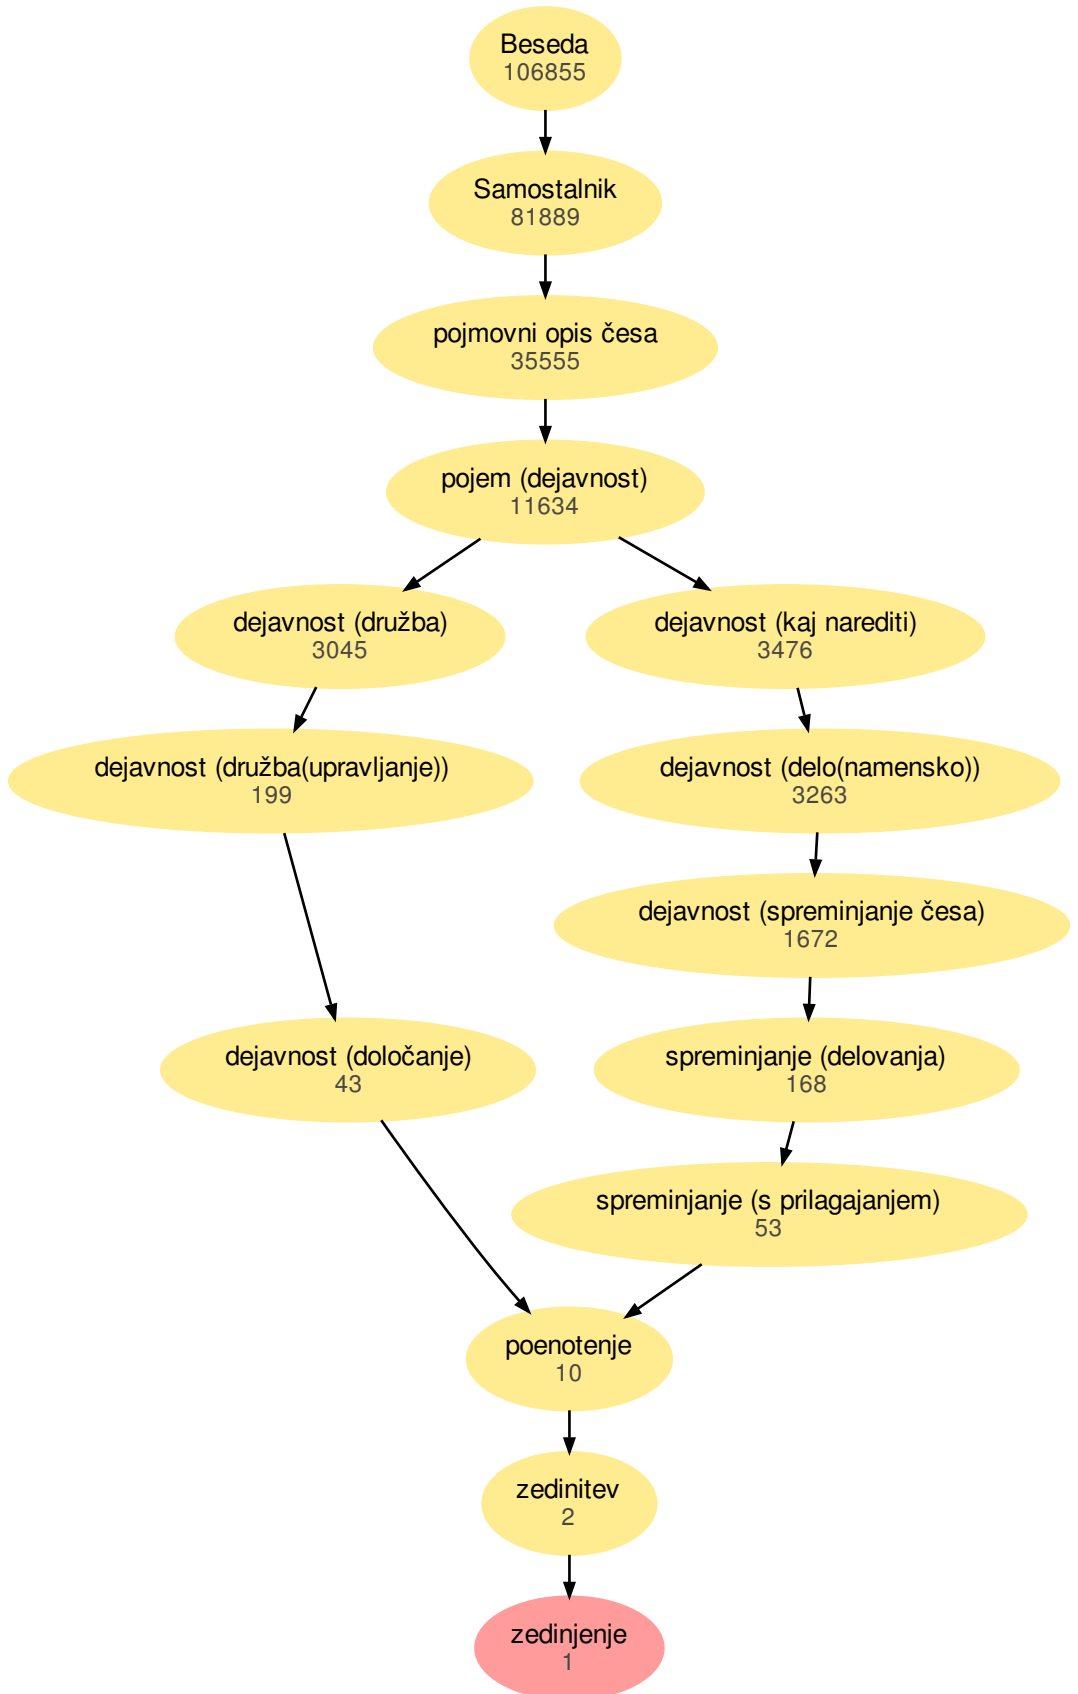 Beseda
106855
Samostalnik
81889
pojmovni opis česa
35555
pojem (dejavnost)
11634
dejavnost (družba)
3045
dejavnost (kaj narediti)
3476
dejavnost (družba(upravljanje))
199
dejavnost (delo(namensko))
3263
dejavnost (spreminjanje česa)
1672
dejavnost (določanje)
43
spreminjanje (delovanja)
168
spreminjanje (s prilagajanjem)
53
poenotenje
10
zedinitev
2
zedinjenje
1